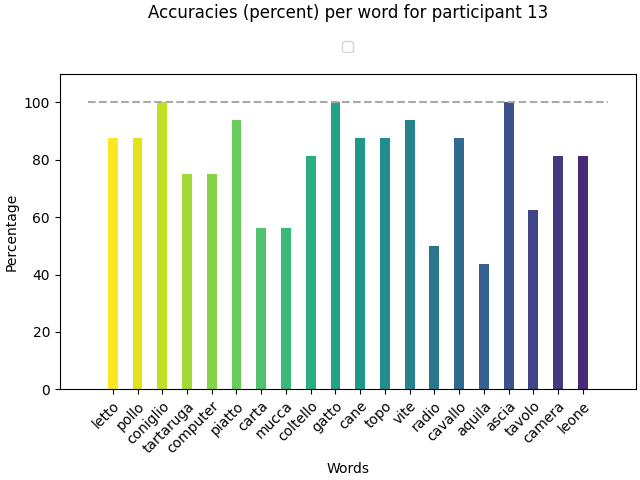 Accuracies (percent) per word for participant 13
100
80
60
40
20
0
Percentage
letto
pollo
coniglio
tartaruga
computer
piatto
carta
mucca
coltello
gatto
cane
topo
vite
radio
cavallo
aquila
ascia
tavolo
camera
leone
Words